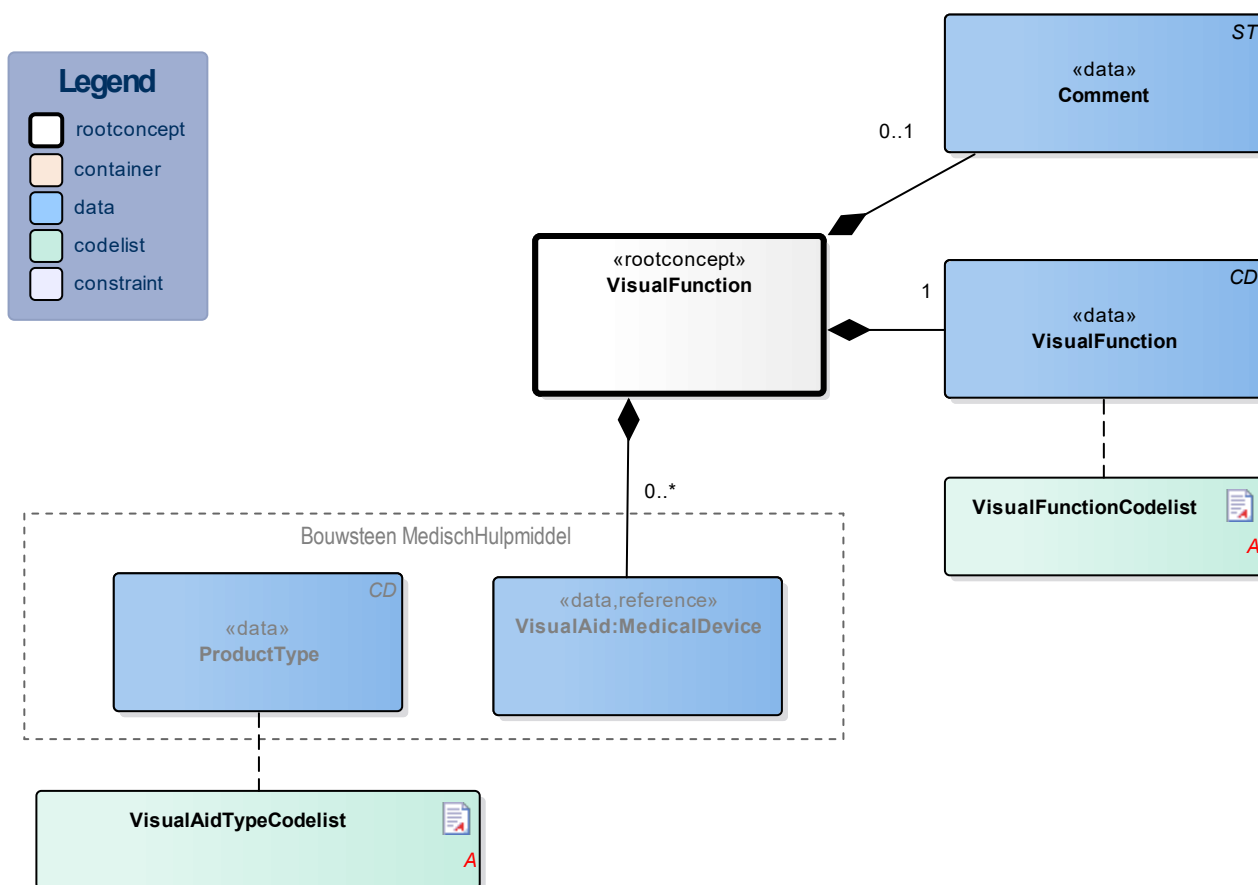 Legend
rootconcept
container
data
codelist
constraint
ST
«data»
Comment
0..1
«rootconcept»
VisualFunction
1
CD
«data»
VisualFunction
0..*
VisualFunctionCodelist
A
Bouwsteen MedischHulpmiddel
CD
«data»
ProductType
«data,reference»
VisualAid:MedicalDevice
VisualAidTypeCodelist
A